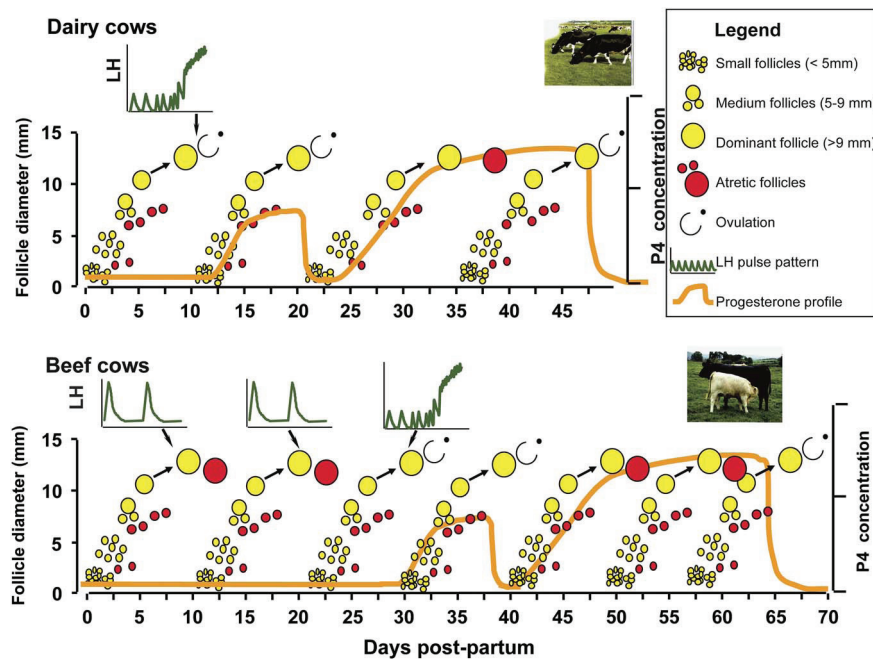 Dairy cows
LH
Follicle diameter (mm)
15
10
5
0
0 2.5 5 10 15 20 25 30 35 40 45
P4 concentration
Legend
Small follicles (< 5mm)
Medium follicles (5-9 mm)
Dominant follicle (>9 mm)
Atretic follicles
Ovulation
LH pulse pattern
Progesterone profile
Beef cows
LH
Follicle diameter (mm)
15
10
5
0
0 5 10 15 20 25 30 35 40 45 50 55 60 65 70
P4 concentration
Days post-partum